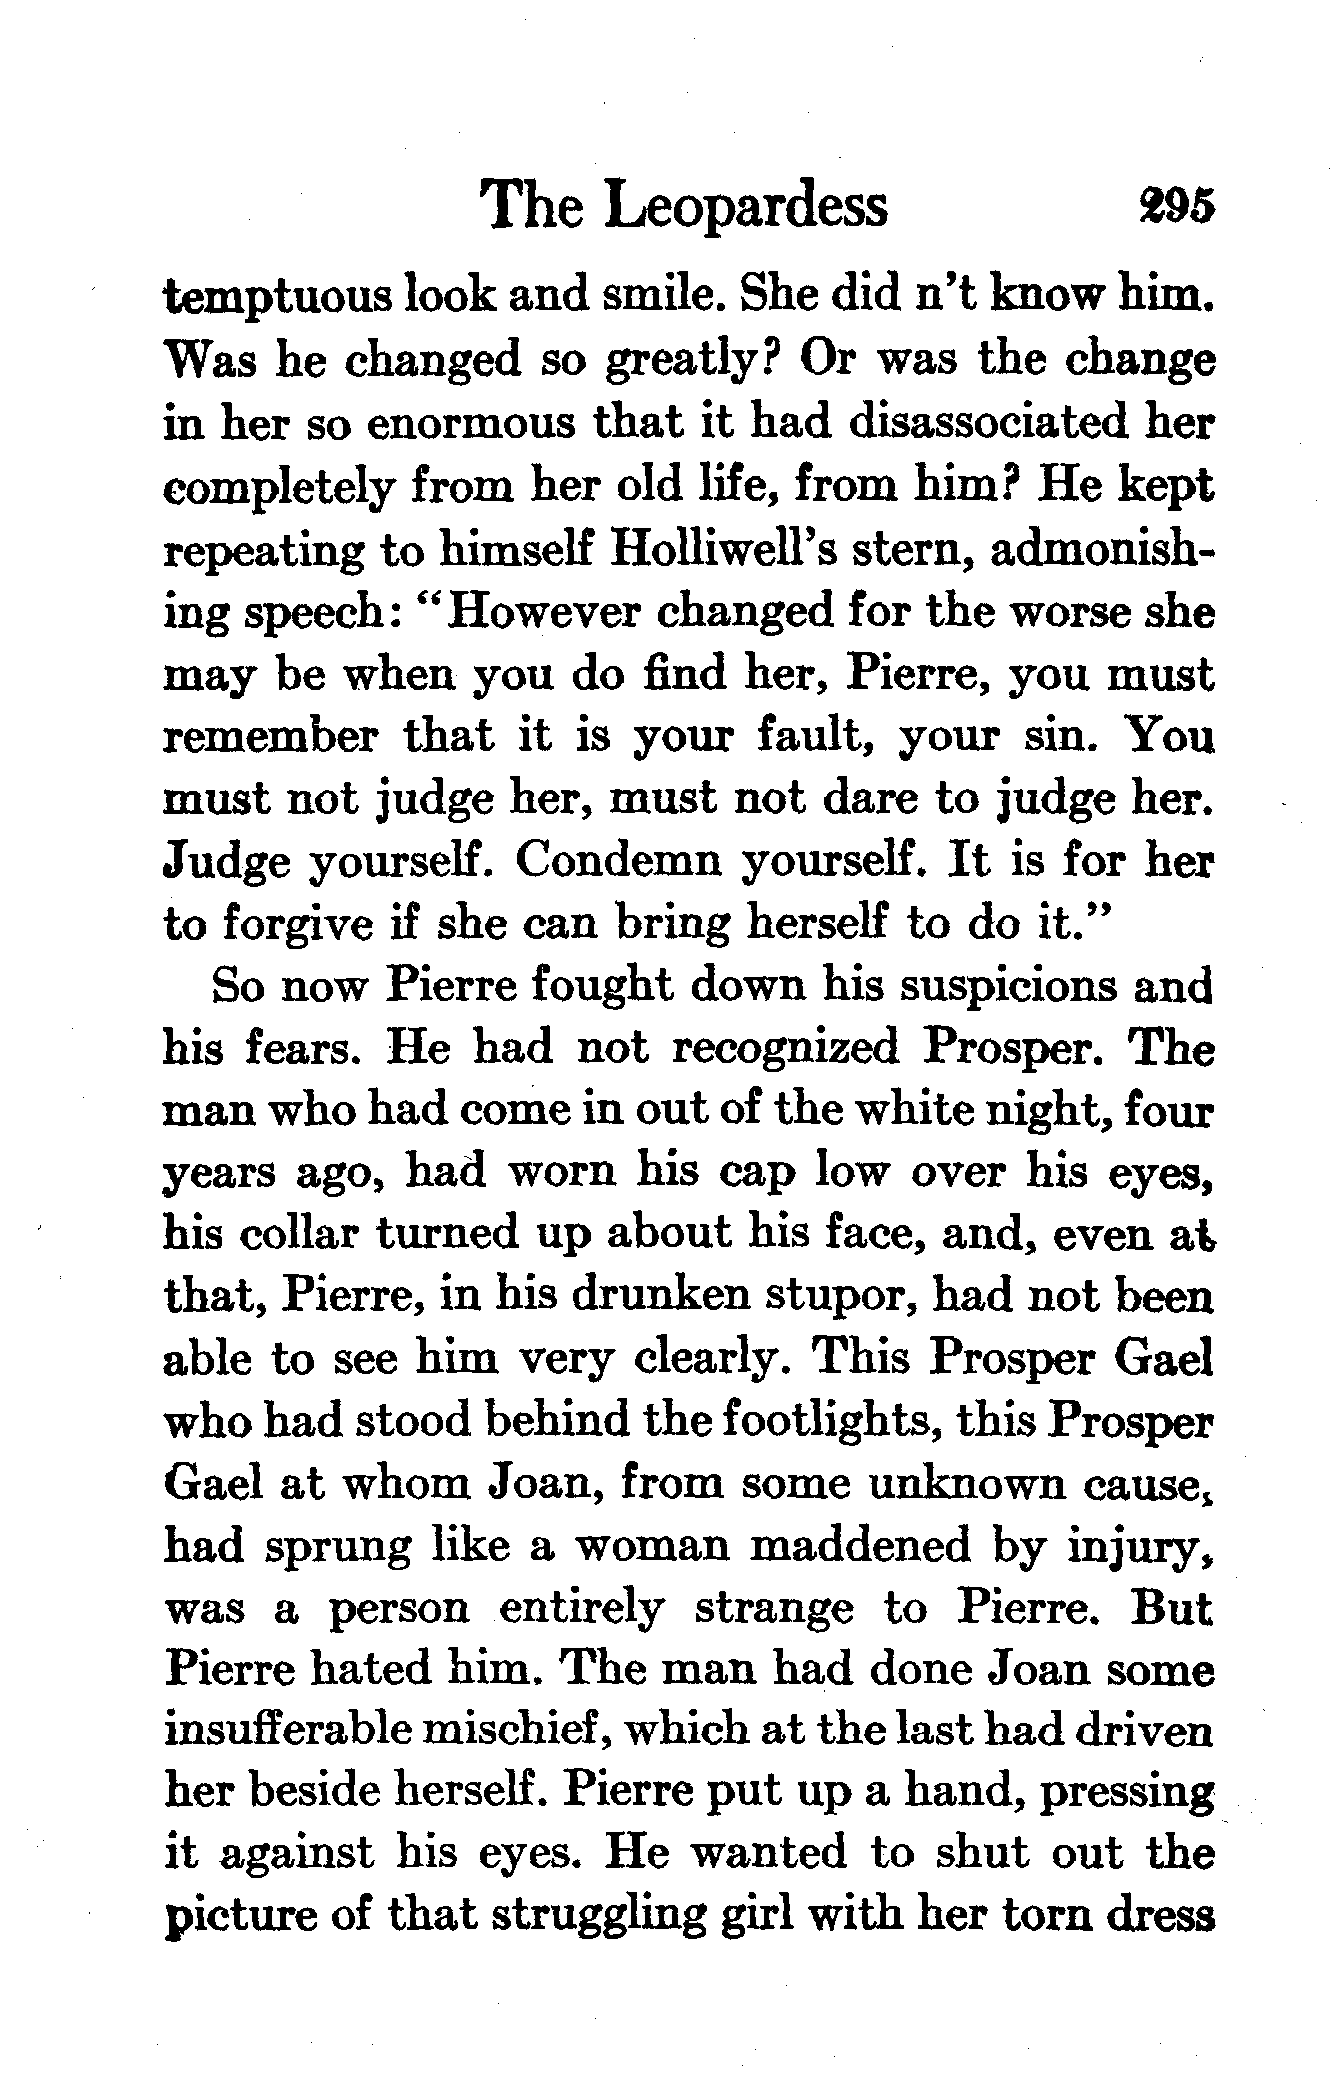 The Leopardess 295
temptuous look and smile. She did n't know him.
Was he changed so greatly? Or was the change
in her so enormous that it had disassociated her
completely from her old life, from him? He kept
repeating to himself Holliwell's stern, admonish-
ing speech: "However changed for the worse she
may be when you do find her, Pierre, you must
remember that it is your fault, your sin. You
must not judge her, must not dare to judge her.
Judge yourself. Condemn yourself. It is for her
to forgive if she can bring herself to do it."
So now Pierre fought down his suspicions and
his fears. He had not recognized Prosper. The
man who had come in out of the white night, four
years ago, had worn his cap low over his eyes,
his collar turned up about his face, and, even at
that, Pierre, in his drunken stupor, had not been
able to see him very clearly. This Prosper Gael
who had stood behind the footlights, this Prosper
Gael at whom Joan, from some unknown cause,
had sprung like a woman maddened by injury,
was a person entirely strange to Pierre. But
Pierre hated him. The man had done Joan some
insufferable mischief, which at the last had driven
her beside herself. Pierre put up a hand, pressing
it against his eyes. He wanted to shut out the
picture of that struggling girl with her torn dress